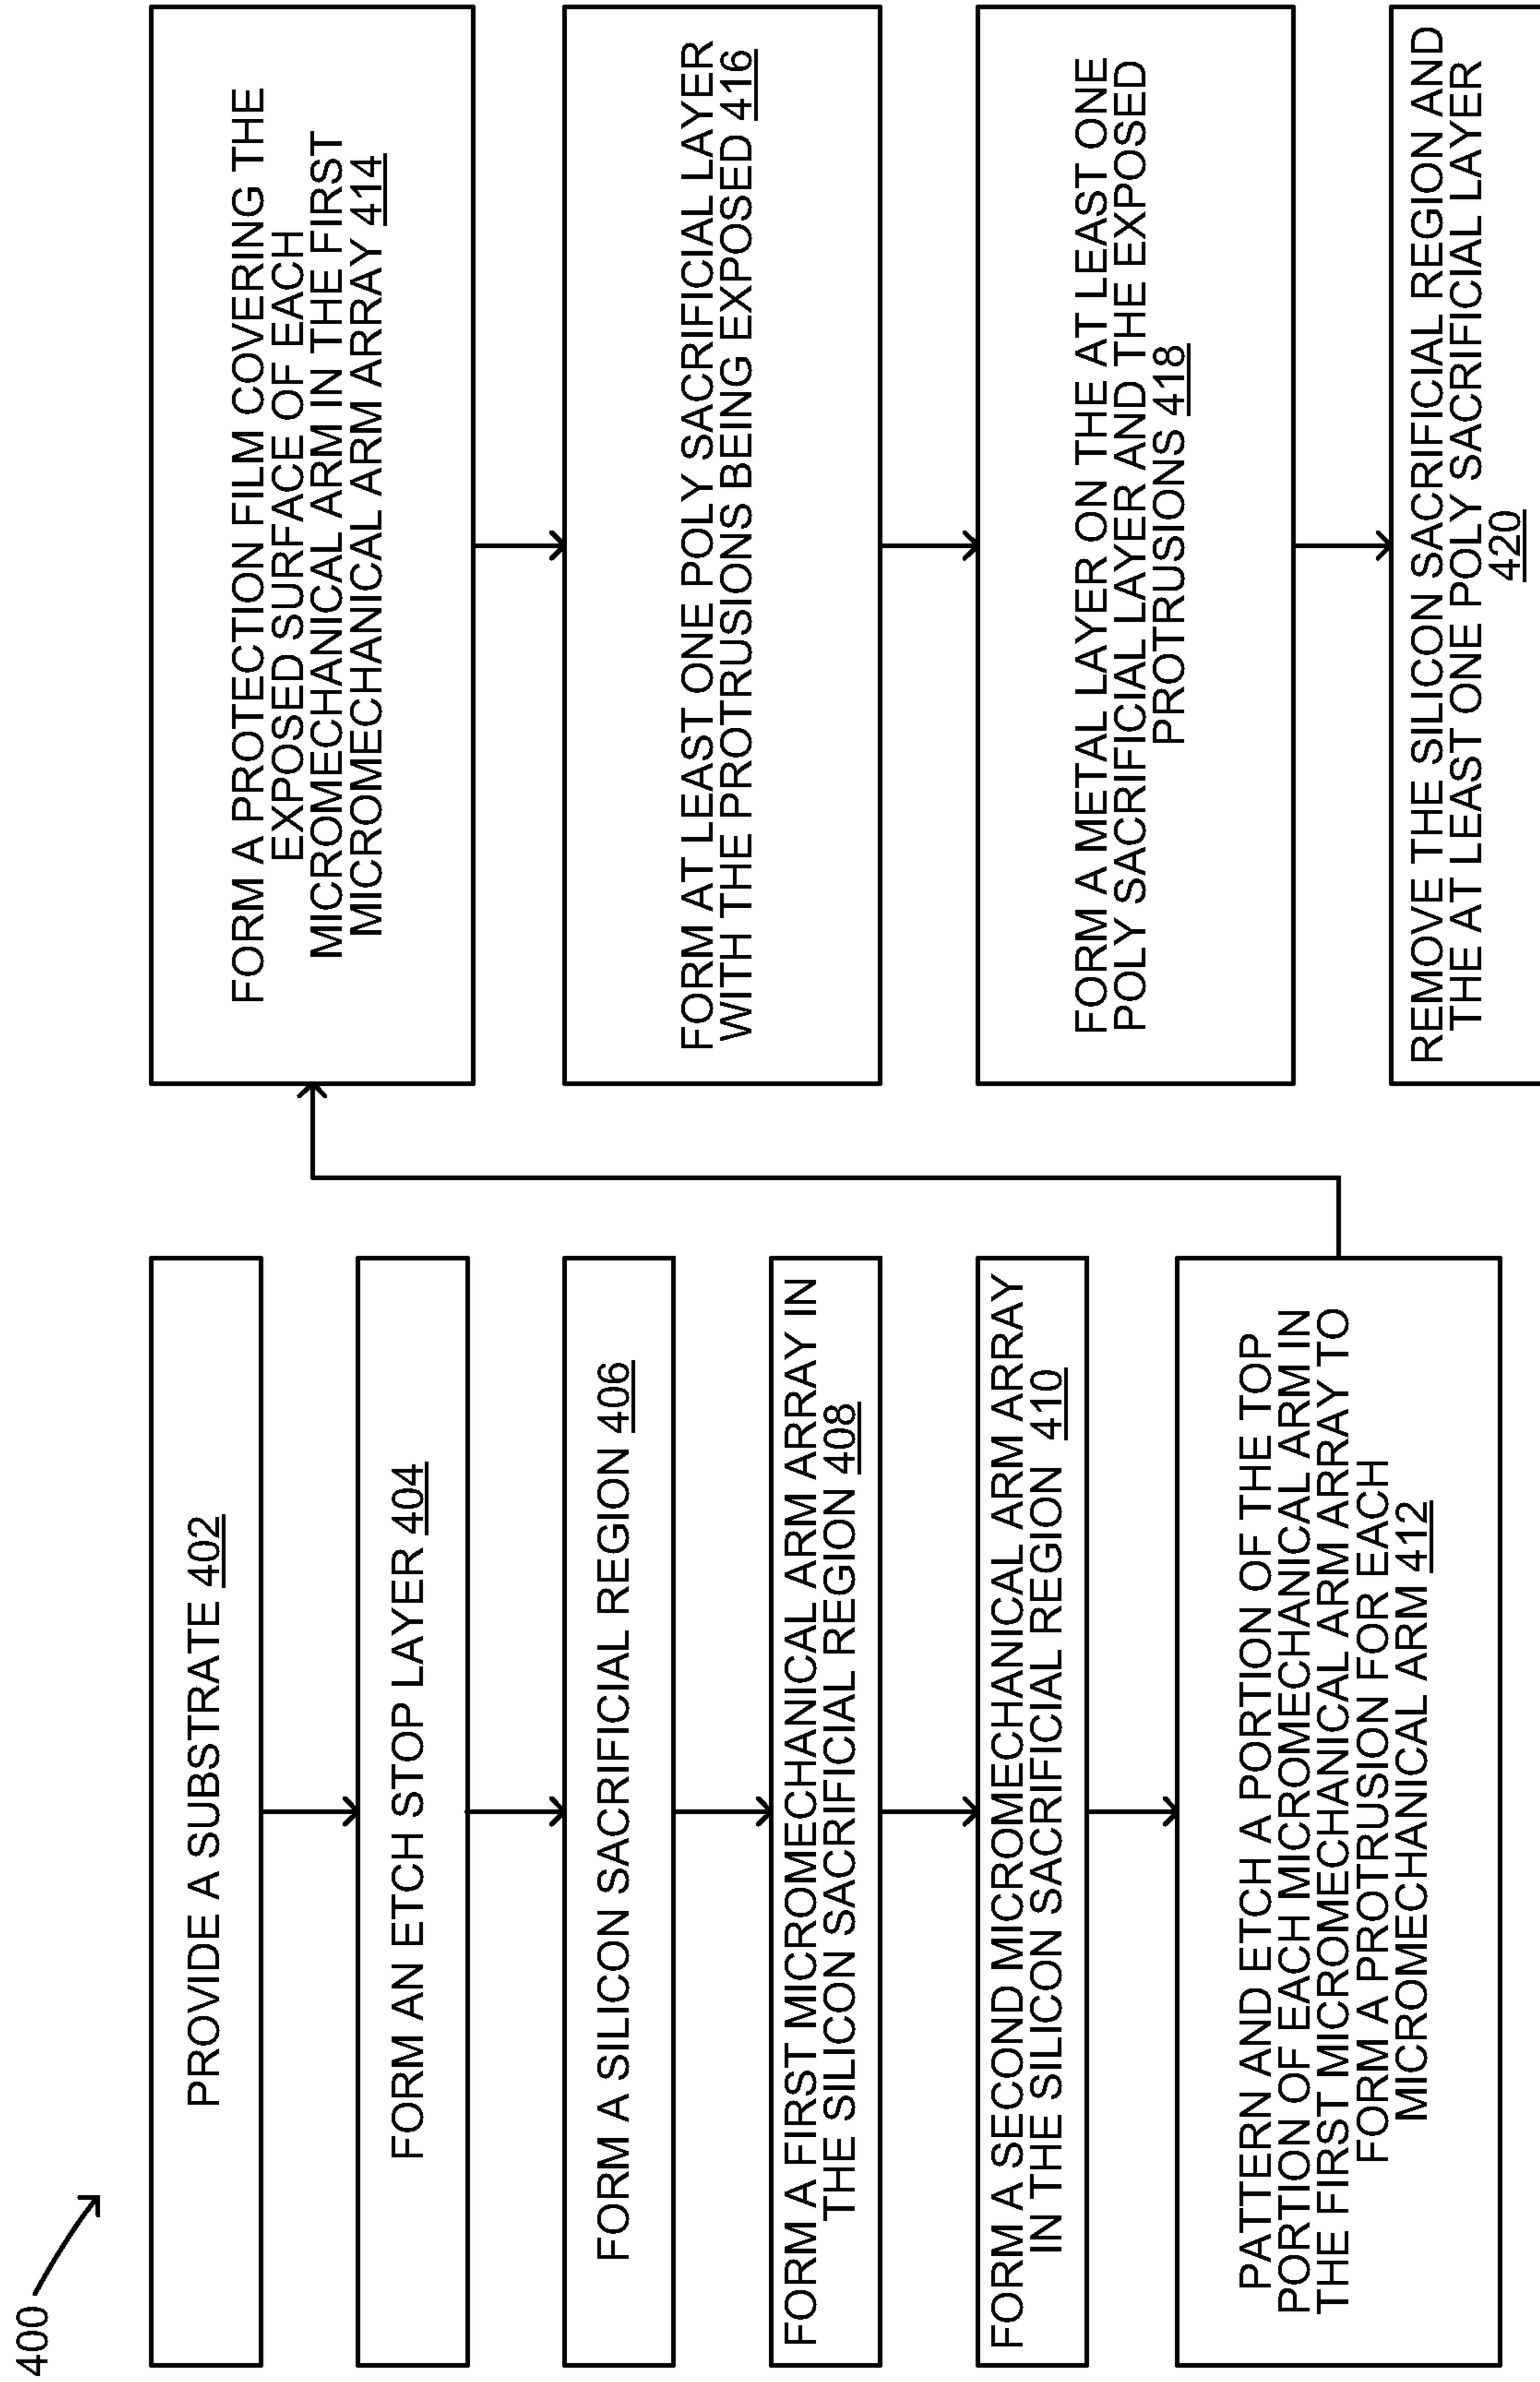 400
PROVIDE A SUBSTRATE 402
FORM AN ETCH STOP LAYER 404
FORM A SILICON SACRIFICIAL REGION 406
FORM A FIRST MICROMECHANICAL ARM ARRAY IN
THE SILICON SACRIFICIAL REGION 408
FORM A SECOND MICROMECHANICAL ARM ARRAY
IN THE SILICON SACRIFICIAL REGION 410
PATTERN AND ETCH A PORTION OF THE TOP
PORTION OF EACH MICROMECHANICAL ARM IN
THE FIRST MICROMECHANICAL ARM ARRAY TO
FORM A PROTRUSION FOR EACH
MICROMECHANICAL ARM 412
FORM A PROTECTION FILM COVERING THE
EXPOSED SURFACE OF EACH
MICROMECHANICAL ARM IN THE FIRST
MICROMECHANICAL ARM ARRAY 414
FORM AT LEAST ONE POLY SACRIFICIAL LAYER
WITH THE PROTRUSIONS BEING EXPOSED 416
FORM A METAL LAYER ON THE AT LEAST ONE
POLY SACRIFICIAL LAYER AND THE EXPOSED
PROTRUSIONS 418
REMOVE THE SILICON SACRIFICIAL REGION AND
THE AT LEAST ONE POLY SACRIFICIAL LAYER
420